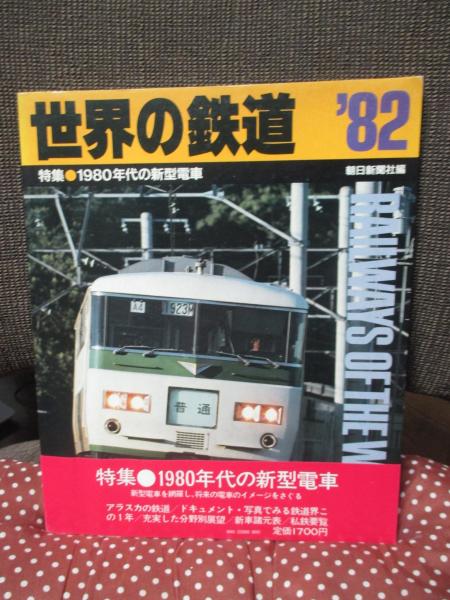 世界の鉄道 '82
特集●1980年代の新型電車 朝日新聞社編
RAILWAYS OF THE W
普通
特集●1980年代の新型電車
新型電車を網羅し、将来の電車のイメージをさぐる
アラスカの鉄道/ドキュメント・写真でみる鉄道界こ
の1年/充実した分野別展望/新車諸元表/私鉄要覧
定価1700円